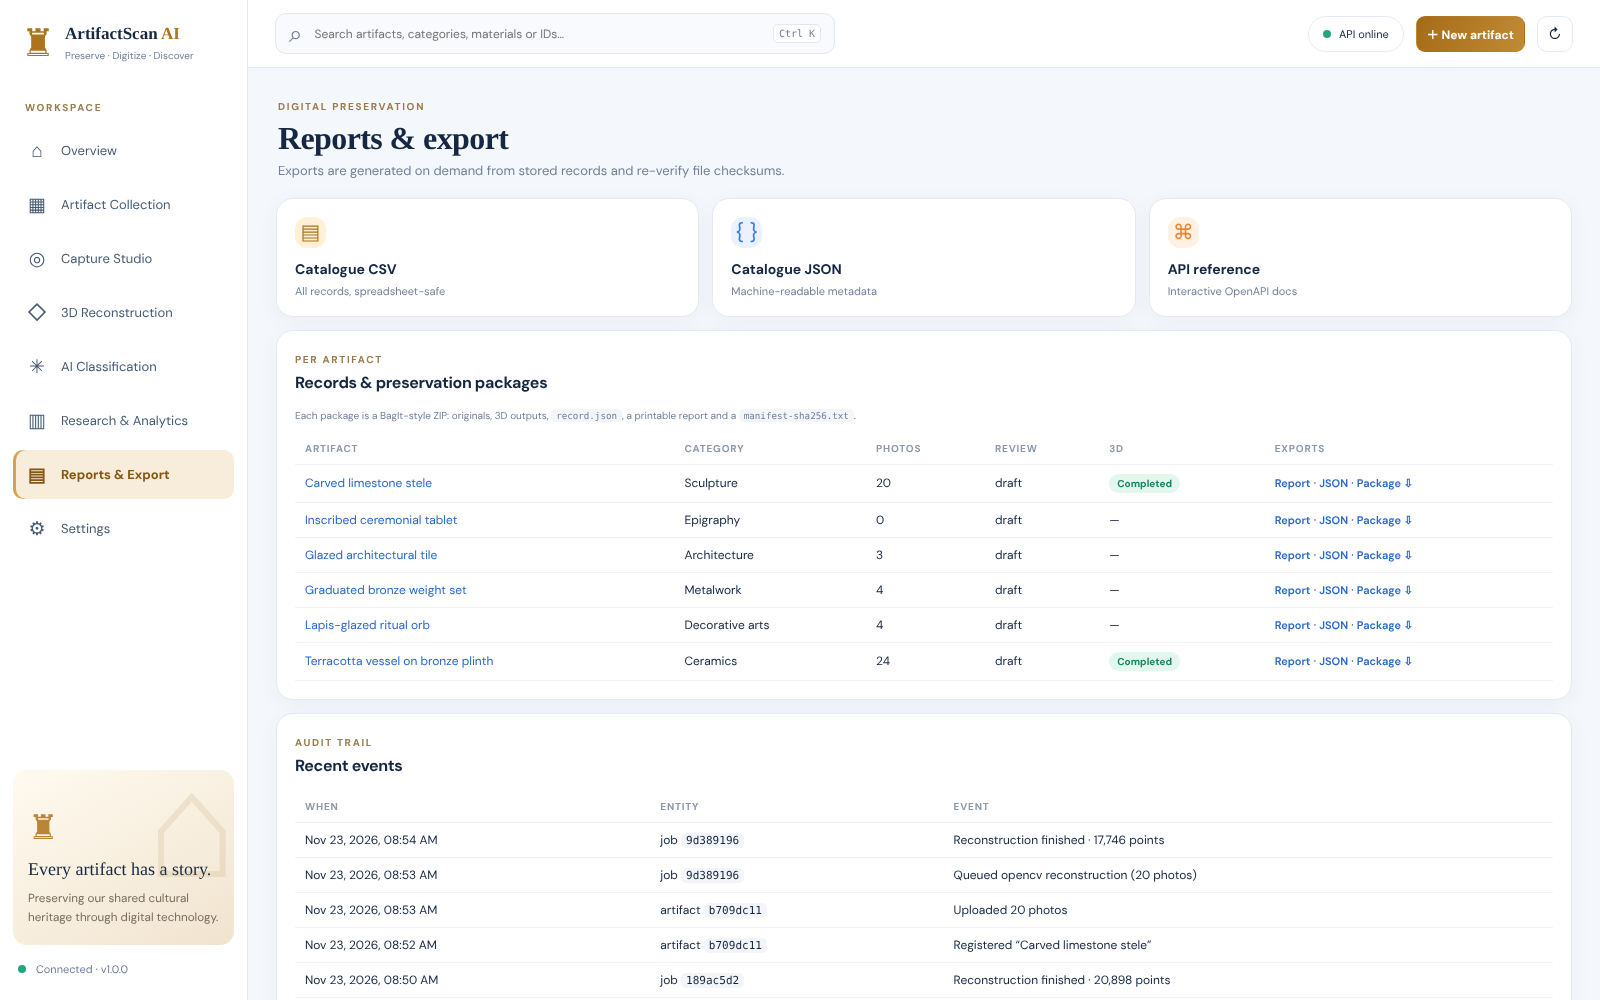 ArtifactScan AI
Preserve · Digitize · Discover
Search artifacts, categories, materials or IDs...
Ctrl K
API online
+ New artifact
WORKSPACE
Overview
Artifact Collection
Capture Studio
3D Reconstruction
AI Classification
Research & Analytics
Reports & Export
Settings
Every artifact has a story.
Preserving our shared cultural
heritage through digital technology.
Connected · v1.0.0
DIGITAL PRESERVATION
Reports & export
Exports are generated on demand from stored records and re-verify file checksums.
Catalogue CSV
All records, spreadsheet-safe
{ }
Catalogue JSON
Machine-readable metadata
⌘
API reference
Interactive OpenAPI docs
PER ARTIFACT
Records & preservation packages
Each package is a BagIt-style ZIP: originals, 3D outputs, record.json, a printable report and a manifest-sha256.txt.
ARTIFACT CATEGORY PHOTOS REVIEW 3D EXPORTS
Carved limestone stele Sculpture 20 draft Completed Report · JSON · Package ⇩
Inscribed ceremonial tablet Epigraphy 0 draft — Report · JSON · Package ⇩
Glazed architectural tile Architecture 3 draft — Report · JSON · Package ⇩
Graduated bronze weight set Metalwork 4 draft — Report · JSON · Package ⇩
Lapis-glazed ritual orb Decorative arts 4 draft — Report · JSON · Package ⇩
Terracotta vessel on bronze plinth Ceramics 24 draft Completed Report · JSON · Package ⇩
AUDIT TRAIL
Recent events
WHEN ENTITY EVENT
Nov 23, 2026, 08:54 AM job 9d389196 Reconstruction finished · 17,746 points
Nov 23, 2026, 08:53 AM job 9d389196 Queued opencv reconstruction (20 photos)
Nov 23, 2026, 08:53 AM artifact b709dc11 Uploaded 20 photos
Nov 23, 2026, 08:52 AM artifact b709dc11 Registered “Carved limestone stele”
Nov 23, 2026, 08:50 AM job 189ac5d2 Reconstruction finished · 20,898 points